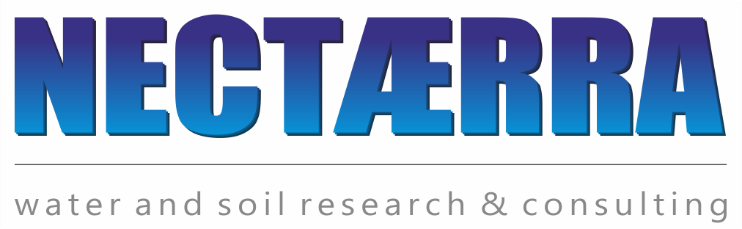 NECTÆRRA
water and soil research & consulting